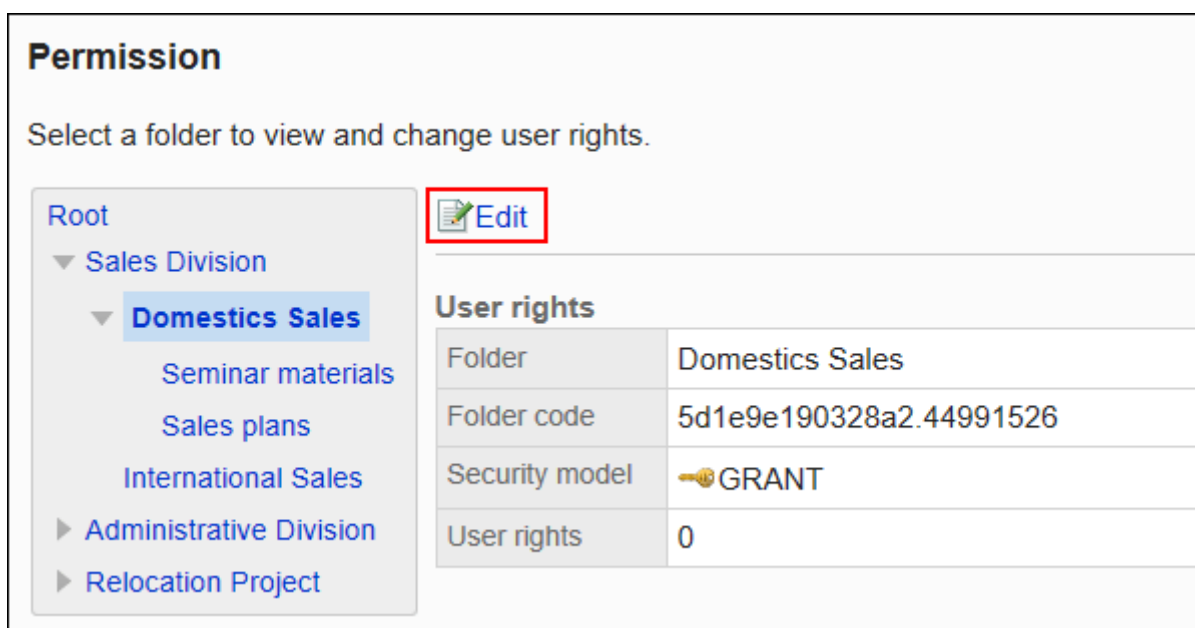 Permission
Select a folder to view and change user rights.
Root
Sales Division
Domestics Sales
Seminar materials
Sales plans
International Sales
Administrative Division
Relocation Project
Edit
User rights
Folder Domestics Sales
Folder code 5d1e9e190328a2.44991526
Security model GRANT
User rights 0